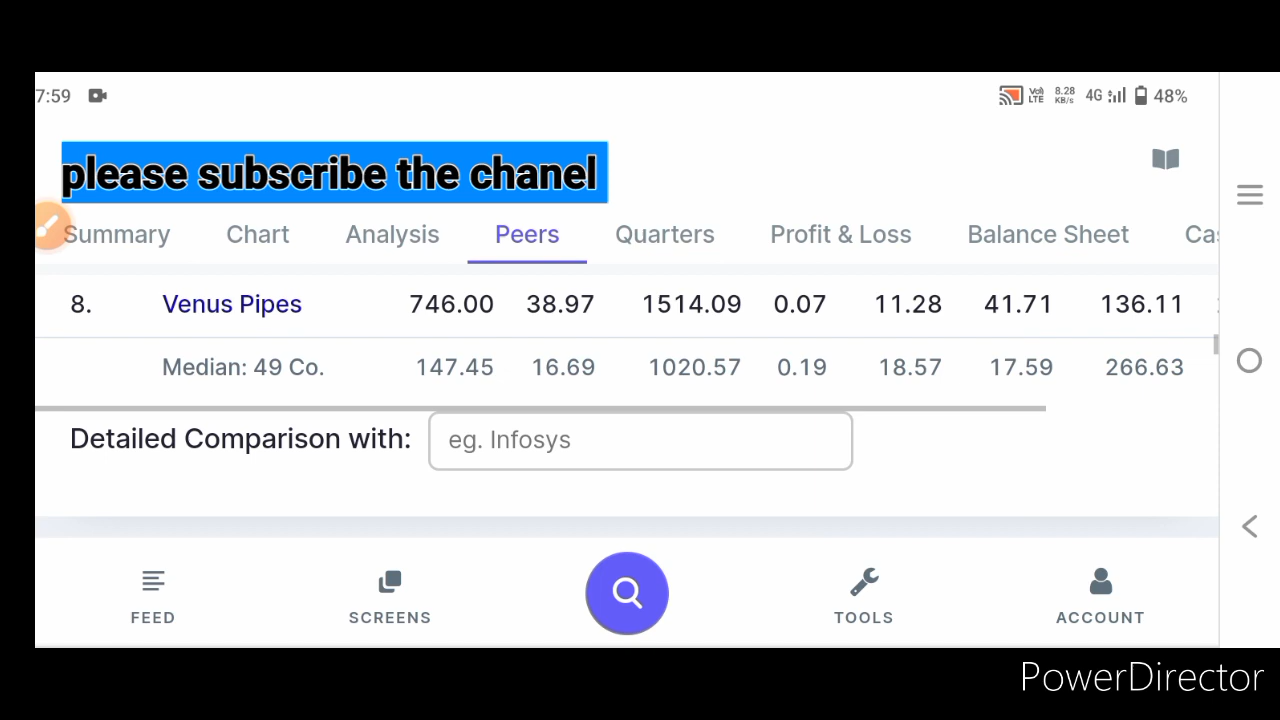 7:59 Vo) LTE 8.28 KB/s 4G 48%
please subscribe the chanel
Summary Chart Analysis Peers Quarters Profit & Loss Balance Sheet Cas
8. Venus Pipes 746.00 38.97 1514.09 0.07 11.28 41.71 136.11
Median: 49 Co. 147.45 16.69 1020.57 0.19 18.57 17.59 266.63
Detailed Comparison with: eg. Infosys
FEED SCREENS TOOLS ACCOUNT
PowerDirector